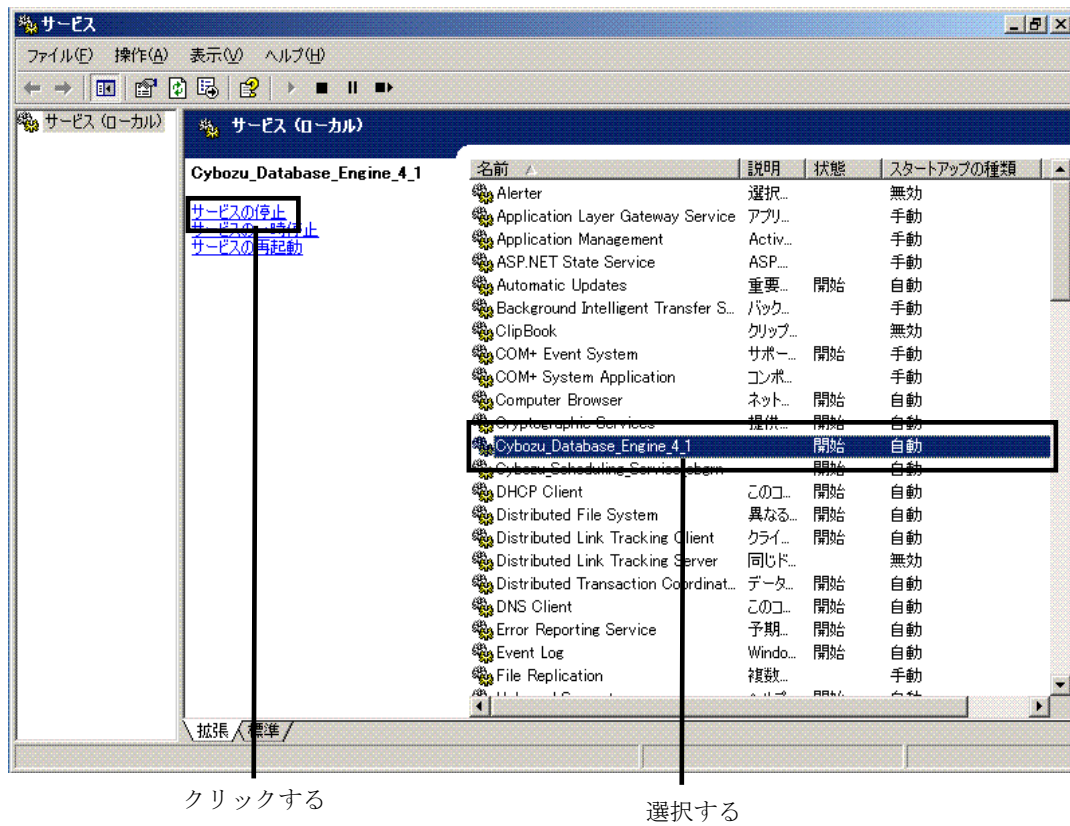 サービス
ファイル(F) 操作(A) 表示(V) ヘルプ(H)
サービス (ローカル)
サービス (ローカル)
Cybozu_Database_Engine_4_1
サービスの停止
サービスの一時停止
サービスの再起動
名前 説明 状態 スタートアップの種類
Alerter 選択... 無効
Application Layer Gateway Service アプリ... 手動
Application Management Activ... 手動
ASP.NET State Service ASP.... 手動
Automatic Updates 重要... 開始 自動
Background Intelligent Transfer S... バック... 手動
ClipBook クリップ... 無効
COM+ Event System サポー... 開始 手動
COM+ System Application コンポ... 手動
Computer Browser ネット... 開始 自動
Cryptographic Services 提供... 開始 自動
Cybozu_Database_Engine_4_1 開始 自動
Cybozu_Scheduling_Service_cbgrn 開始 自動
DHCP Client このコ... 開始 自動
Distributed File System 異なる... 開始 自動
Distributed Link Tracking Client クライ... 開始 自動
Distributed Link Tracking Server 同じド... 無効
Distributed Transaction Coordinat... データ... 開始 自動
DNS Client このコ... 開始 自動
Error Reporting Service 予期... 開始 自動
Event Log Windo... 開始 自動
File Replication 複数... 手動
拡張 標準
クリックする
選択する